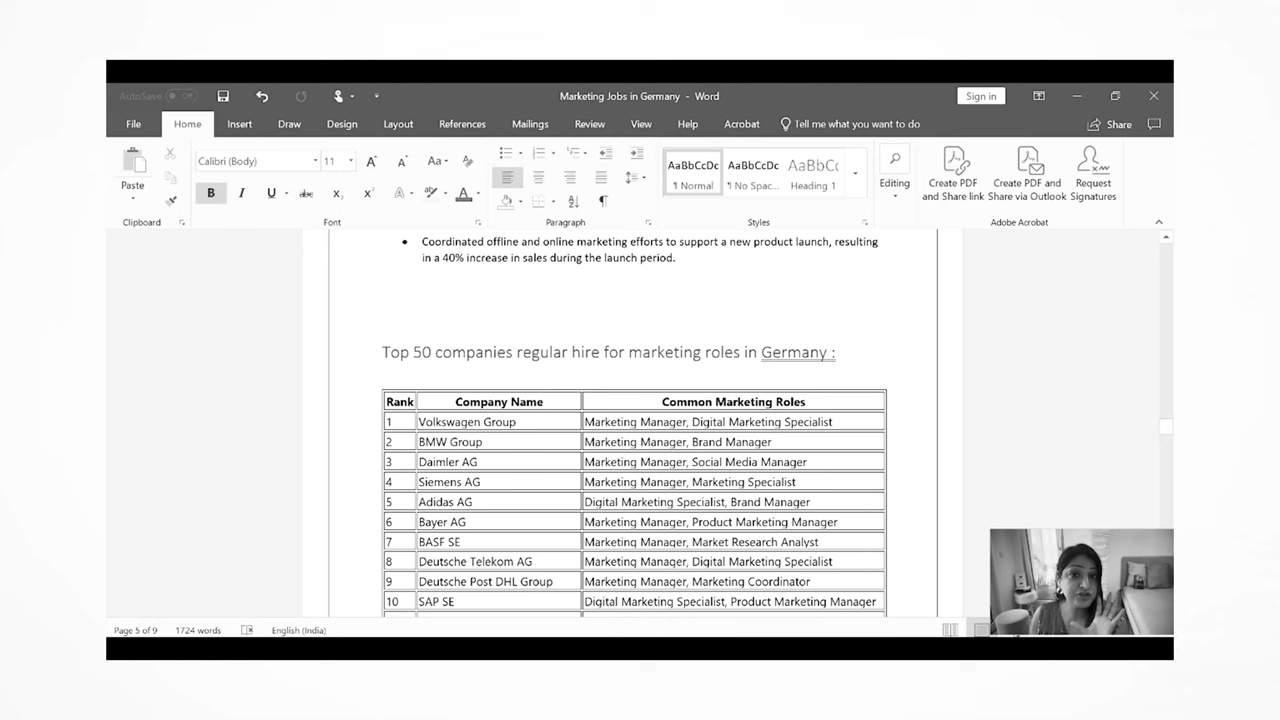 AutoSave Off
Marketing Jobs in Germany - Word
Sign in
File Home Insert Draw Design Layout References Mailings Review View Help Acrobat Tell me what you want to do Share
Calibri (Body) 11
Paste
Clipboard
Font
Paragraph
AaBbCcDc AaBbCcDc AaBbCc
¶ Normal ¶ No Spac... Heading 1
Styles
Editing
Create PDF and Share link
Create PDF and Share via Outlook
Request Signatures
Adobe Acrobat
• Coordinated offline and online marketing efforts to support a new product launch, resulting
in a 40% increase in sales during the launch period.
Top 50 companies regular hire for marketing roles in Germany :
Rank Company Name Common Marketing Roles
1 Volkswagen Group Marketing Manager, Digital Marketing Specialist
2 BMW Group Marketing Manager, Brand Manager
3 Daimler AG Marketing Manager, Social Media Manager
4 Siemens AG Marketing Manager, Marketing Specialist
5 Adidas AG Digital Marketing Specialist, Brand Manager
6 Bayer AG Marketing Manager, Product Marketing Manager
7 BASF SE Marketing Manager, Market Research Analyst
8 Deutsche Telekom AG Marketing Manager, Digital Marketing Specialist
9 Deutsche Post DHL Group Marketing Manager, Marketing Coordinator
10 SAP SE Digital Marketing Specialist, Product Marketing Manager
Page 5 of 9 1724 words English (India)